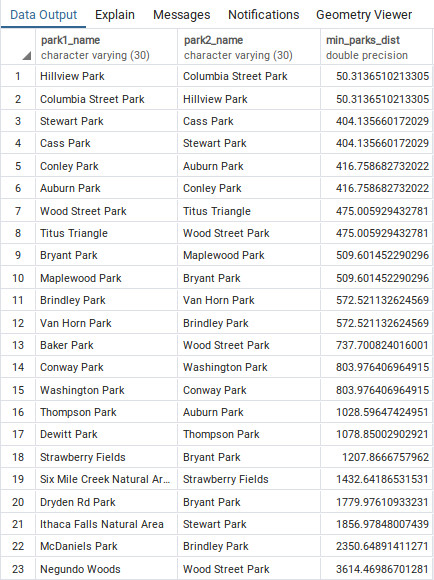 Data Output Explain Messages Notifications Geometry Viewer
park1_name park2_name min_parks_dist
character varying (30) character varying (30) double precision
1 Hillview Park Columbia Street Park 50.3136510213305
2 Columbia Street Park Hillview Park 50.3136510213305
3 Stewart Park Cass Park 404.135660172029
4 Cass Park Stewart Park 404.135660172029
5 Conley Park Auburn Park 416.758682732022
6 Auburn Park Conley Park 416.758682732022
7 Wood Street Park Titus Triangle 475.005929432781
8 Titus Triangle Wood Street Park 475.005929432781
9 Bryant Park Maplewood Park 509.601452290296
10 Maplewood Park Bryant Park 509.601452290296
11 Brindley Park Van Horn Park 572.521132624569
12 Van Horn Park Brindley Park 572.521132624569
13 Baker Park Wood Street Park 737.700824016001
14 Conway Park Washington Park 803.976406964915
15 Washington Park Conway Park 803.976406964915
16 Thompson Park Auburn Park 1028.59647424951
17 Dewitt Park Thompson Park 1078.85002902921
18 Strawberry Fields Bryant Park 1207.8666757962
19 Six Mile Creek Natural Ar... Strawberry Fields 1432.64186531531
20 Dryden Rd Park Bryant Park 1779.97610933231
21 Ithaca Falls Natural Area Stewart Park 1856.97848007439
22 McDaniels Park Brindley Park 2350.64891411271
23 Negundo Woods Wood Street Park 3614.46986701281